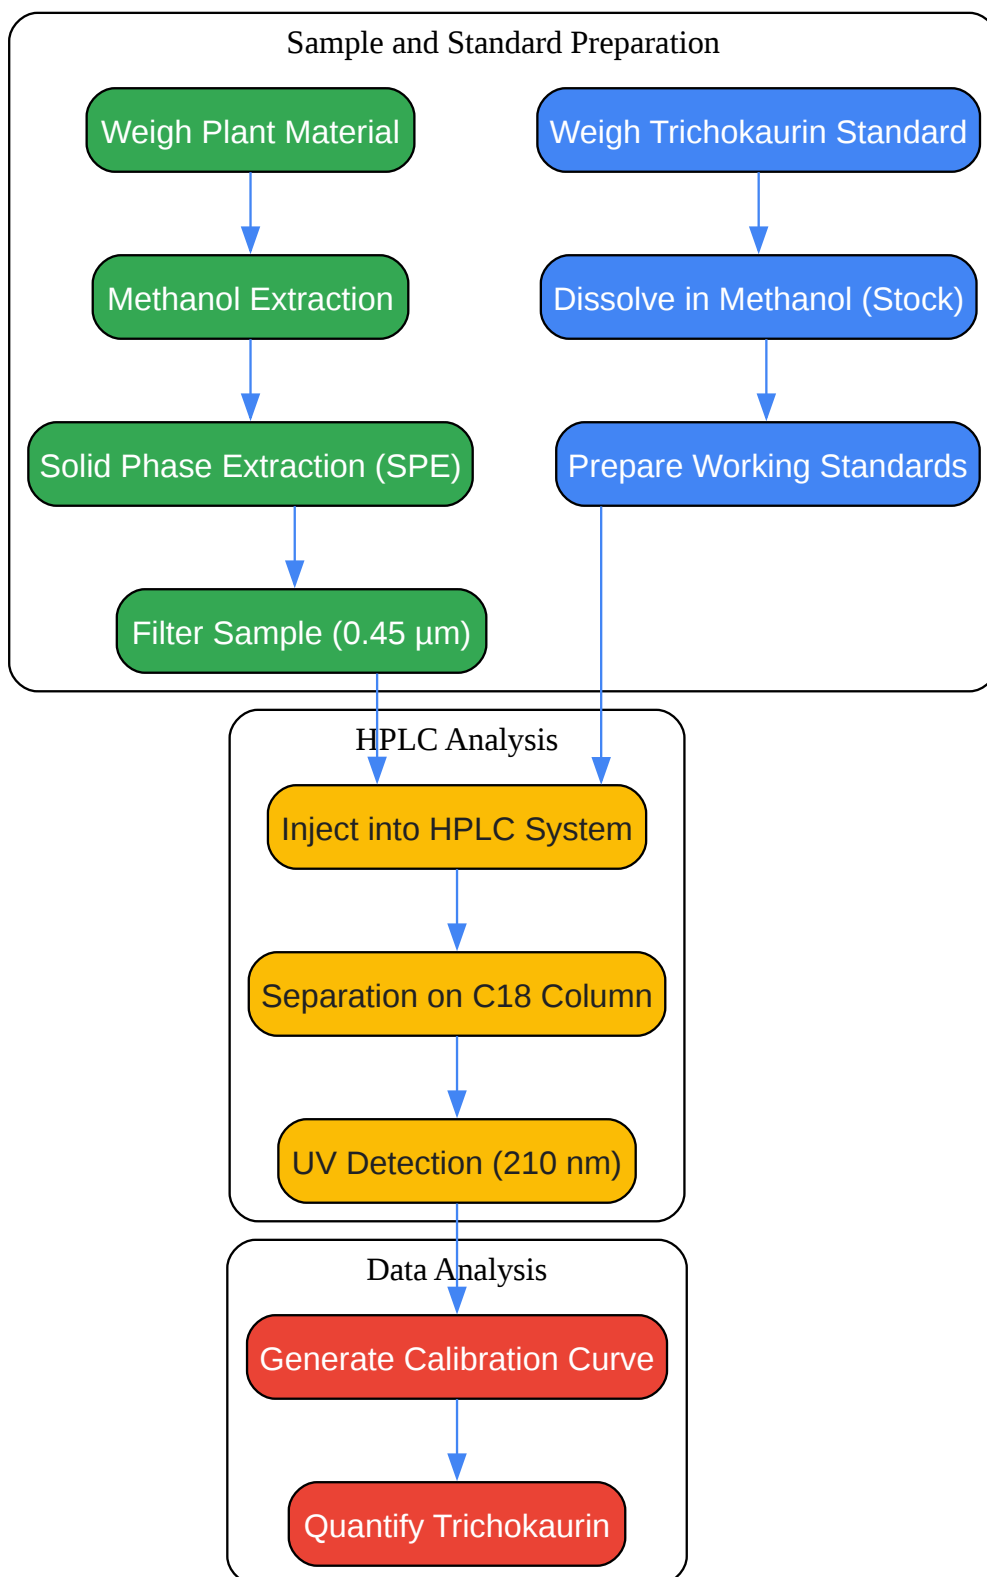 Sample and Standard Preparation
Weigh Plant Material
Weigh Trichokaurin Standard
Methanol Extraction
Dissolve in Methanol (Stock)
Solid Phase Extraction (SPE)
Prepare Working Standards
Filter Sample (0.45 µm)
HPLC Analysis
Inject into HPLC System
Separation on C18 Column
UV Detection (210 nm)
Data Analysis
Generate Calibration Curve
Quantify Trichokaurin